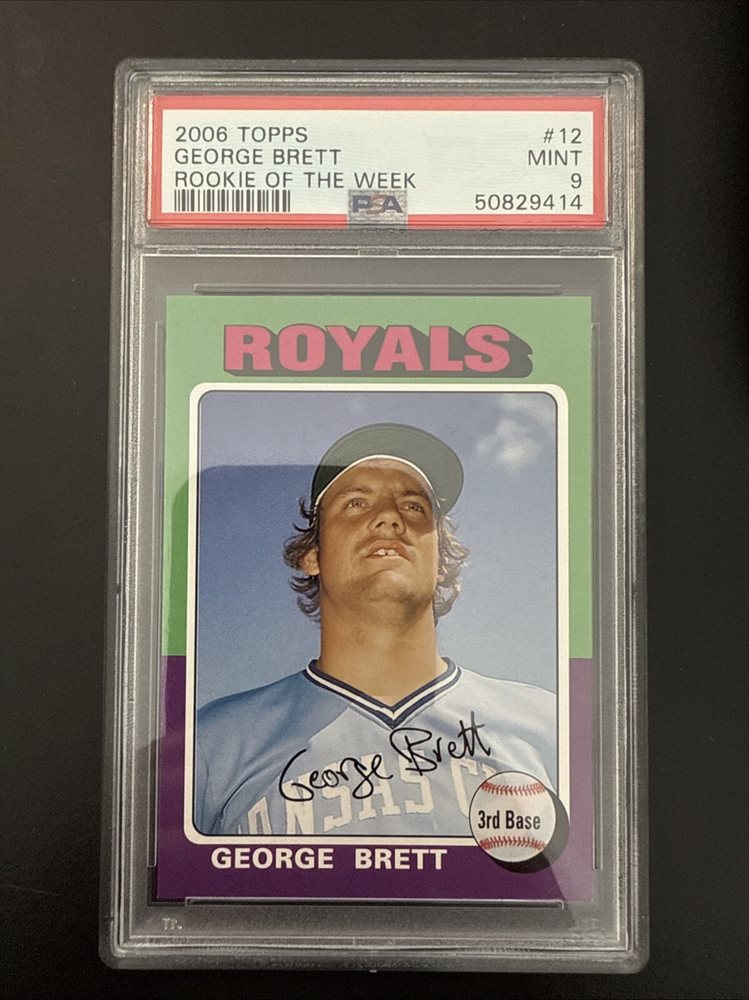 2006 TOPPS #12
GEORGE BRETT MINT
ROOKIE OF THE WEEK 9
PSA 50829414
ROYALS
George Brett
KANSAS C
3rd Base
GEORGE BRETT